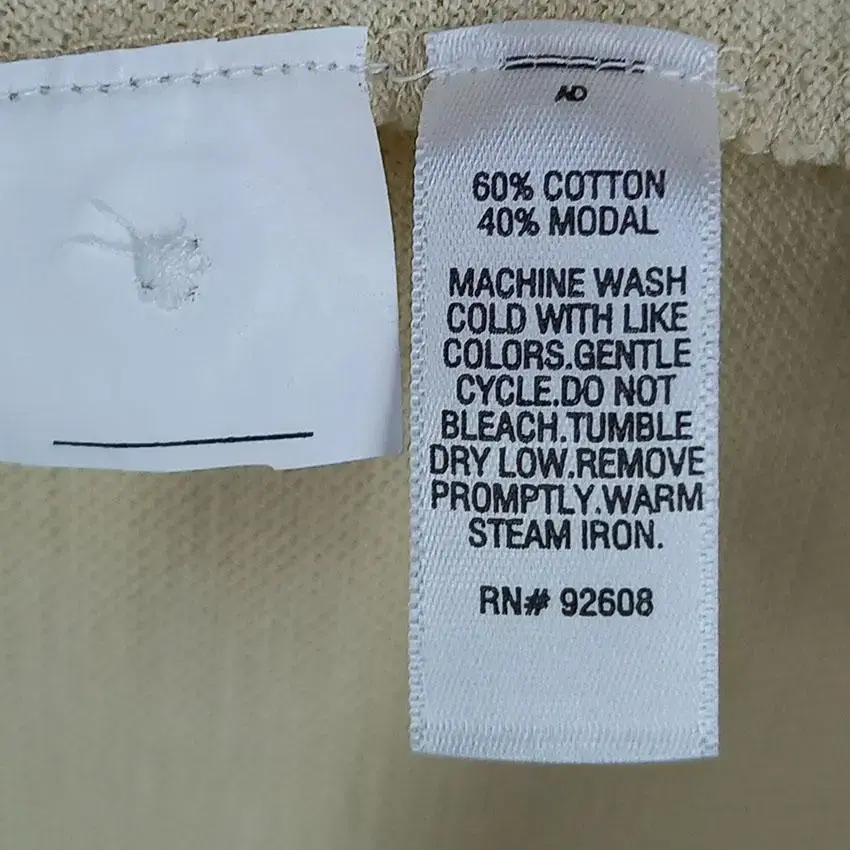 60% COTTON
40% MODAL
MACHINE WASH
COLD WITH LIKE
COLORS.GENTLE
CYCLE.DO NOT
BLEACH.TUMBLE
DRY LOW.REMOVE
PROMPTLY.WARM
STEAM IRON.
RN# 92608